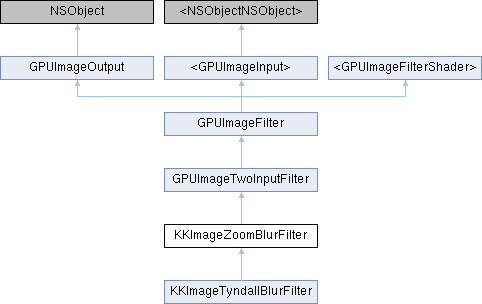 NSObject
<NSObjectNSObject>
GPUImageOutput
<GPUImageInput>
<GPUImageFilterShader>
GPUImageFilter
GPUImageTwoInputFilter
KKImageZoomBlurFilter
KKImageTyndallBlurFilter